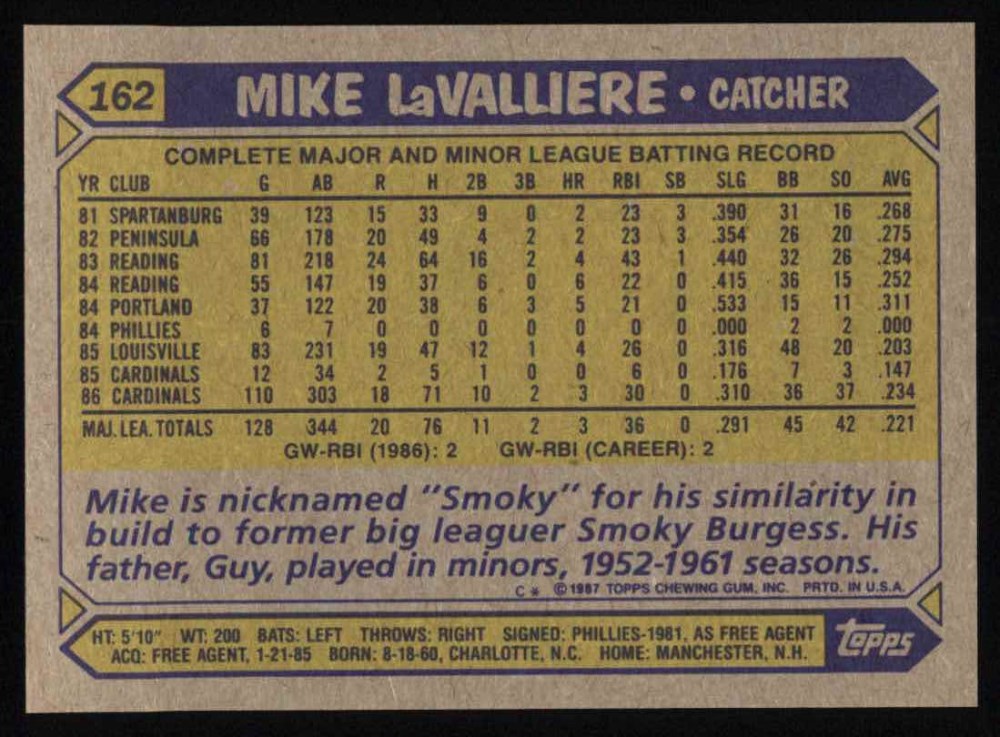 162 MIKE LaVALLIERE • CATCHER
COMPLETE MAJOR AND MINOR LEAGUE BATTING RECORD
YR CLUB G AB R H 2B 3B HR RBI SB SLG BB SO AVG
81 SPARTANBURG 39 123 15 33 9 0 2 23 3 .390 31 16 .268
82 PENINSULA 66 178 20 49 4 2 2 23 3 .354 26 20 .275
83 READING 81 218 24 64 16 2 4 43 1 .440 32 26 .294
84 READING 55 147 19 37 6 0 6 22 0 .415 36 15 .252
84 PORTLAND 37 122 20 38 6 3 5 21 0 .533 15 11 .311
84 PHILLIES 6 7 0 0 0 0 0 0 0 .000 2 2 .000
85 LOUISVILLE 83 231 19 47 12 1 4 26 0 .316 48 20 .203
85 CARDINALS 12 34 2 5 1 0 0 6 0 .176 7 3 .147
86 CARDINALS 110 303 18 71 10 2 3 30 0 .310 36 37 .234
MAJ. LEA. TOTALS 128 344 20 76 11 2 3 36 0 .291 45 42 .221
GW-RBI (1986): 2 GW-RBI (CAREER): 2
Mike is nicknamed "Smoky" for his similarity in
build to former big leaguer Smoky Burgess. His
father, Guy, played in minors, 1952-1961 seasons.
C * © 1987 TOPPS CHEWING GUM, INC. PRTD. IN U.S.A.
HT: 5'10" WT: 200 BATS: LEFT THROWS: RIGHT SIGNED: PHILLIES-1981, AS FREE AGENT
ACQ: FREE AGENT, 1-21-85 BORN: 8-18-60, CHARLOTTE, N.C. HOME: MANCHESTER, N.H.
Topps